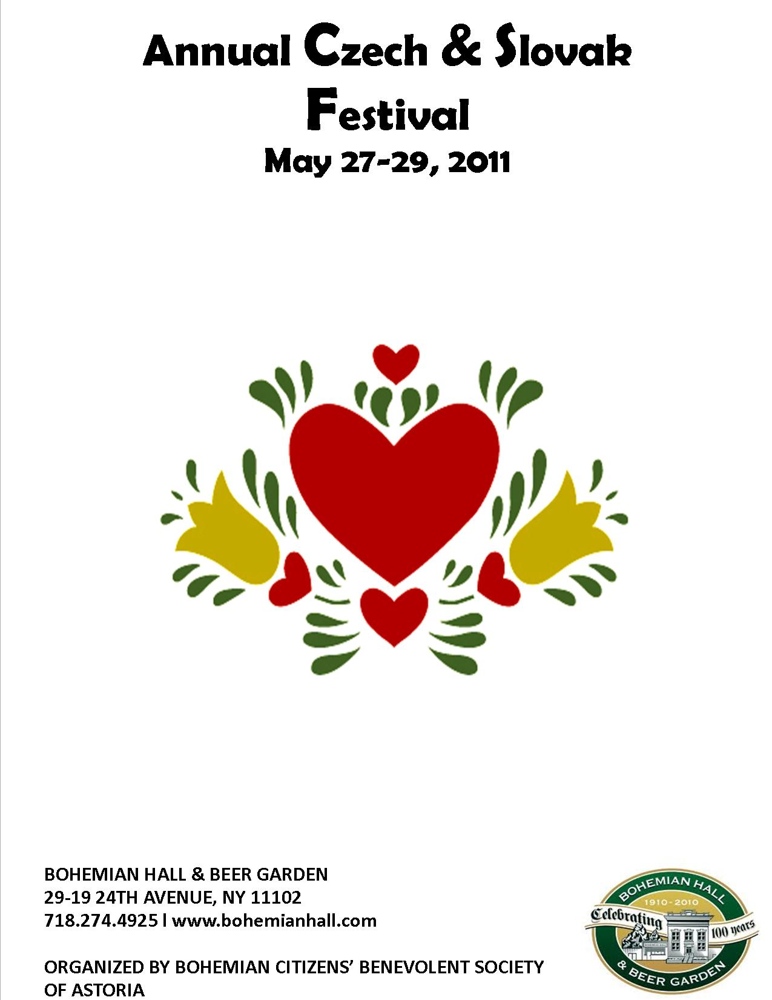 Annual Czech & Slovak
Festival
May 27-29, 2011
BOHEMIAN HALL & BEER GARDEN
29-19 24TH AVENUE, NY 11102
718.274.4925 l www.bohemianhall.com
ORGANIZED BY BOHEMIAN CITIZENS’ BENEVOLENT SOCIETY
OF ASTORIA
BOHEMIAN HALL
1910-2010
Celebrating
100 years
BOHEMIAN HALL
& BEER GARDEN